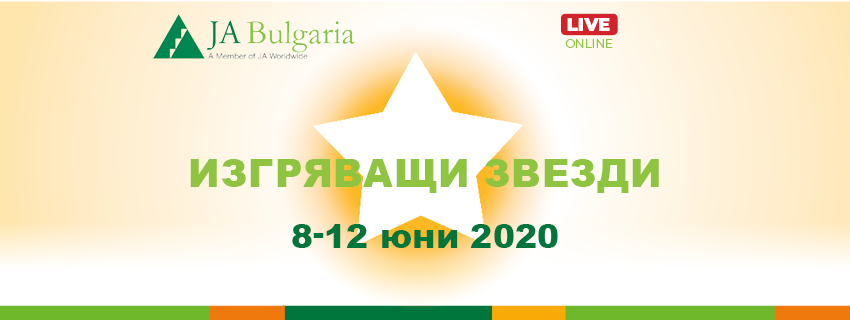 JA Bulgaria
A Member of JA Worldwide
LIVE
ONLINE
ИЗГРЯВАЩИ ЗВЕЗДИ
8-12 юни 2020